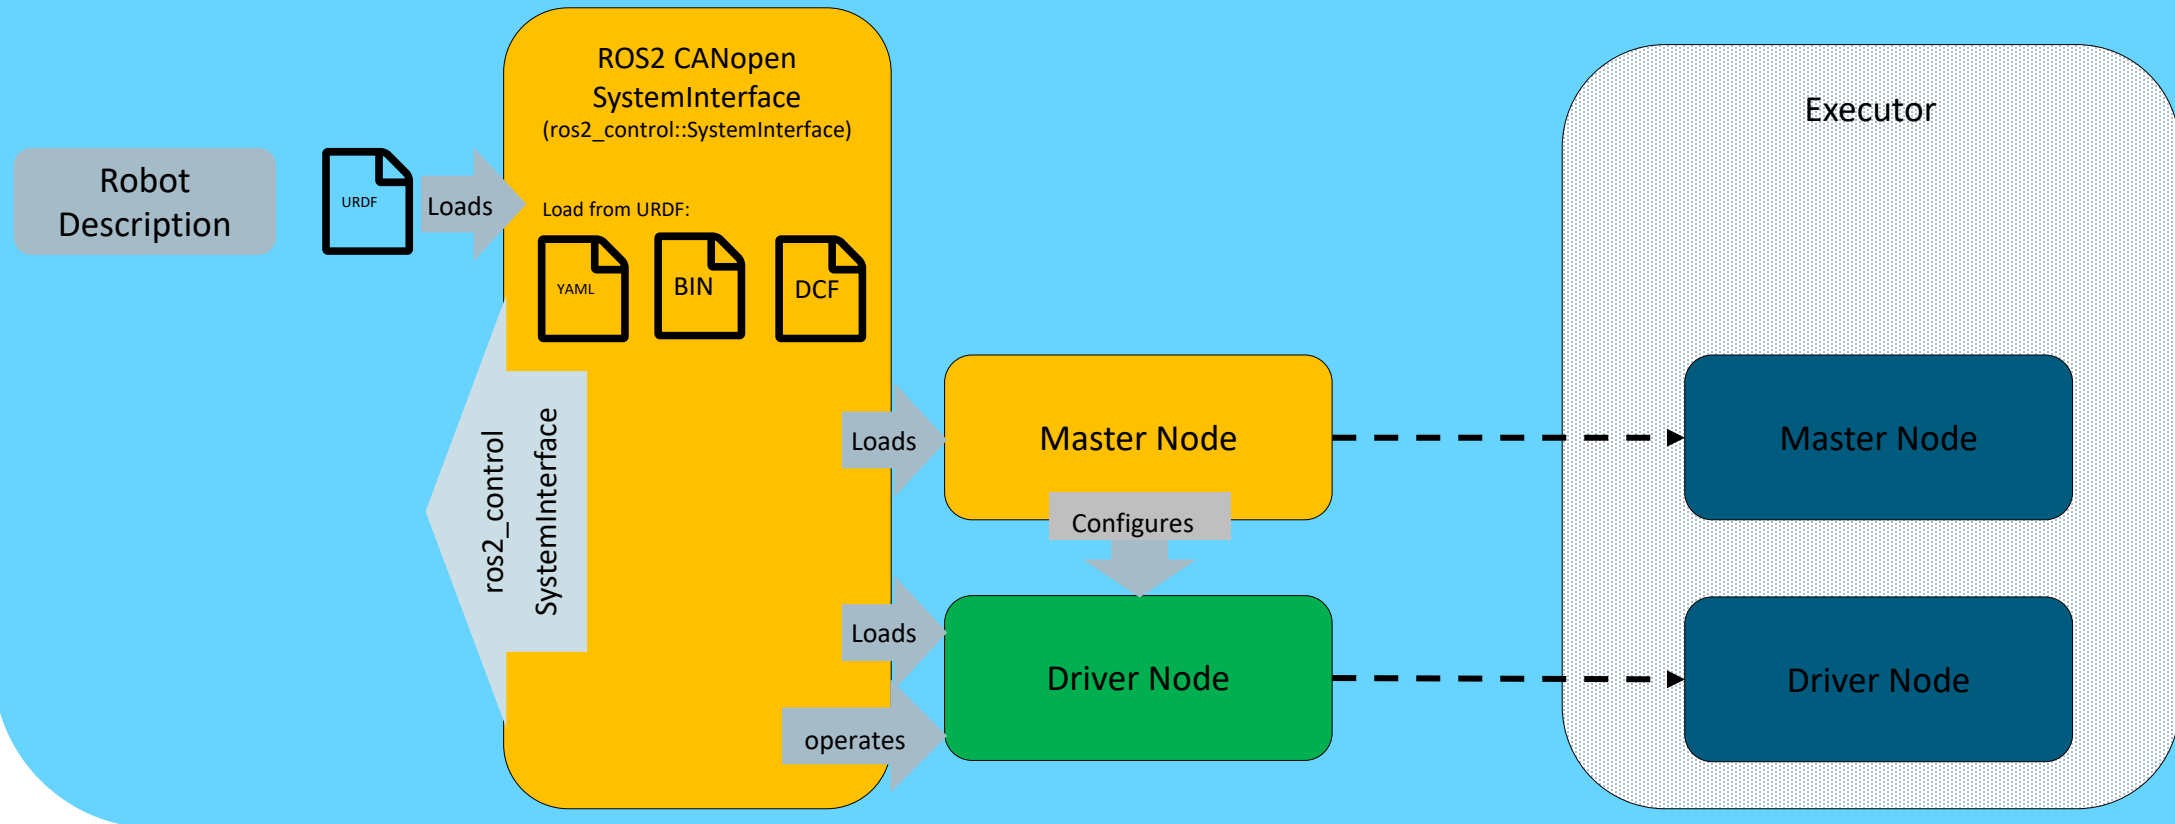 ROS2 CANopen
SystemInterface
(ros2_control::SystemInterface)
Executor
Robot
Description
URDF
Loads
Load from URDF:
YAML
BIN
DCF
ros2_control
SystemInterface
Loads
Master Node
Master Node
Configures
Loads
Driver Node
Driver Node
operates